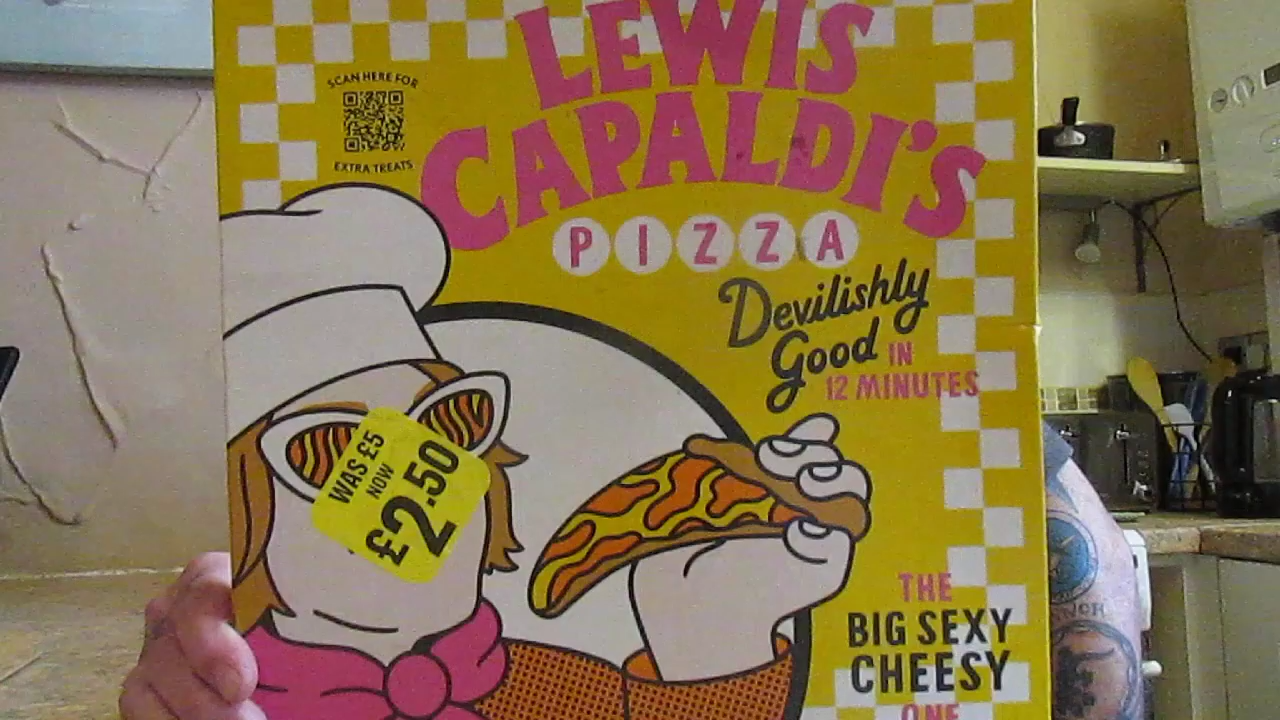 LEWIS
CAPALDI'S
PIZZA
SCAN HERE FOR
EXTRA TREATS
Devilishly
Good IN
12 MINUTES
WAS £5
NOW
£2.50
THE
BIG SEXY
CHEESY
ONE